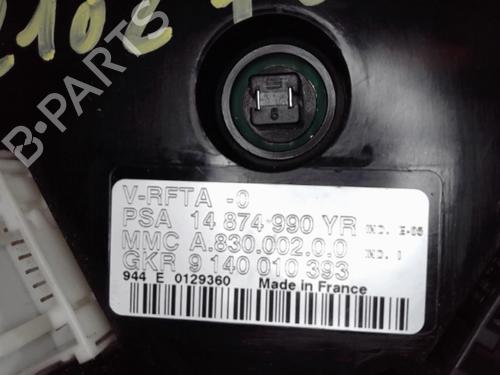 B-PARTS
6
V-RFTA -0
PSA 14 874 990 YR IND. E-05
MMC A.830.002.0.0 IND. 1
GKR 9 140 010 393
944 E 0129360 Made in France